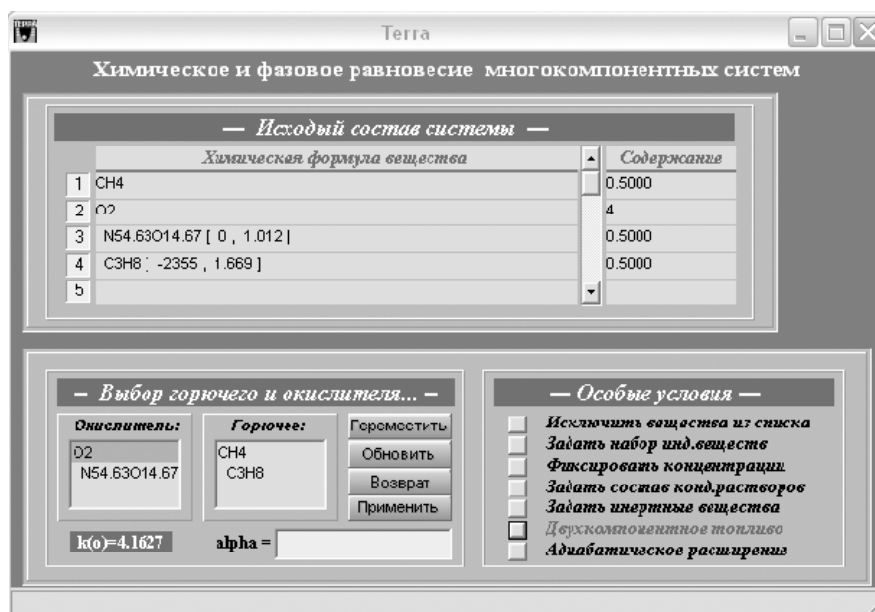 Terra
Химическое и фазовое равновесие многокомпонентных систем
— Исходый состав системы —
Химическая формула вещества Содержание
1 CH4 0.5000
2 O2 4
3 N54.63O14.67 [ 0 , 1.012 ] 0.5000
4 C3H8 [ -2355 , 1.669 ] 0.5000
5
– Выбор горючего и окислителя... –
Окислитель: Горючее:
O2
N54.63O14.67
CH4
C3H8
Переместить
Обновить
Возврат
Применить
k(o)=4.1627 alpha =
— Особые условия —
Исключить вещества из списка
Задать набор инд.веществ
Фиксировать концентрации
Задать состав конд.растворов
Задать инертные вещества
Двухкомпонентное топливо
Адиабатическое расширение